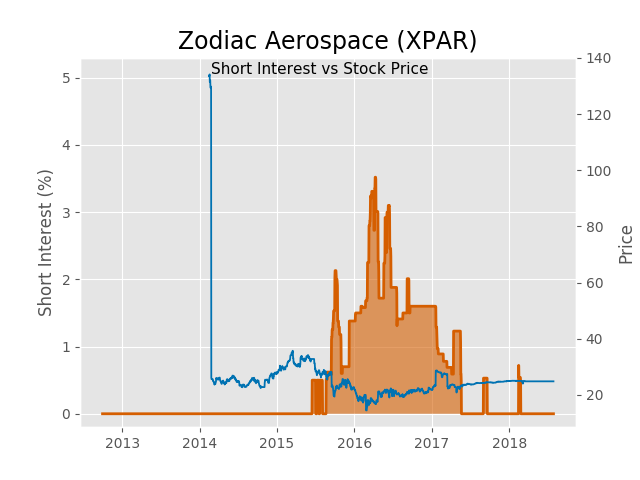 Zodiac Aerospace (XPAR)
Short Interest vs Stock Price
Short Interest (%)
5
4
3
2
1
0
140
120
100
80
60
40
20
Price
2013 2014 2015 2016 2017 2018